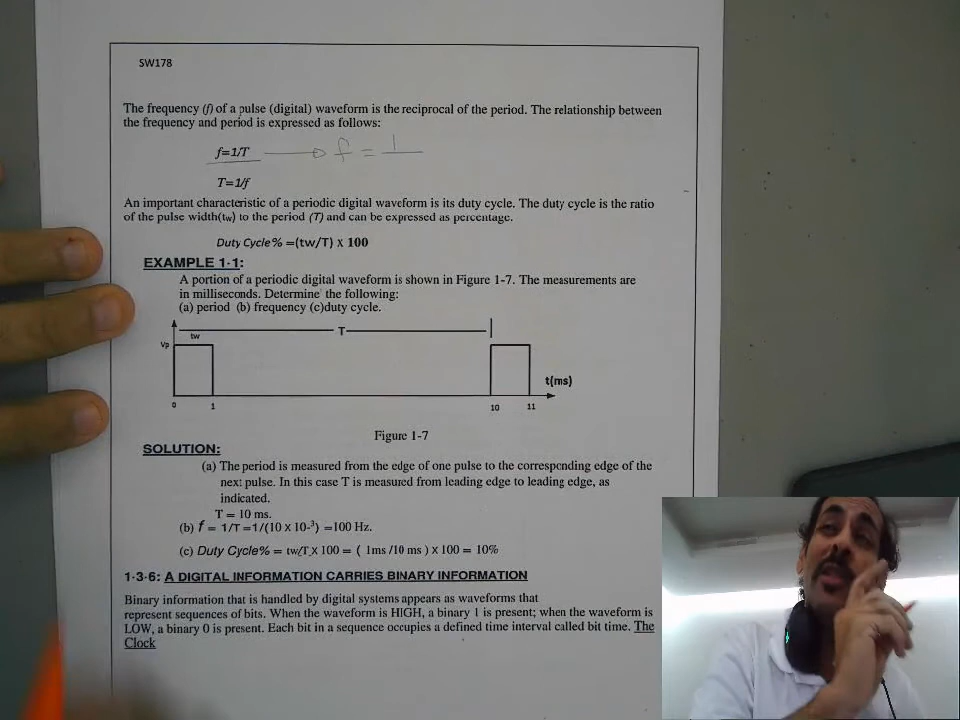 SW178
The frequency (f) of a pulse (digital) waveform is the reciprocal of the period. The relationship between
the frequency and period is expressed as follows:
f=1/T f = 1
T=1/f
An important characteristic of a periodic digital waveform is its duty cycle. The duty cycle is the ratio
of the pulse width(tw) to the period (T) and can be expressed as percentage.
Duty Cycle% =(tw/T) X 100
EXAMPLE 1-1:
A portion of a periodic digital waveform is shown in Figure 1-7. The measurements are
in milliseconds. Determine the following:
(a) period (b) frequency (c)duty cycle.
T
tw
Vp
t(ms)
0 1 10 11
Figure 1-7
SOLUTION:
(a) The period is measured from the edge of one pulse to the corresponding edge of the
next pulse. In this case T is measured from leading edge to leading edge, as
indicated.
T = 10 ms.
(b) f = 1/T =1/(10 X 10-³) =100 Hz.
(c) Duty Cycle% = tw/T X 100 = ( 1ms /10 ms ) X 100 = 10%
1-3-6: A DIGITAL INFORMATION CARRIES BINARY INFORMATION
Binary information that is handled by digital systems appears as waveforms that
represent sequences of bits. When the waveform is HIGH, a binary 1 is present; when the waveform is
LOW, a binary 0 is present. Each bit in a sequence occupies a defined time interval called bit time. The
Clock